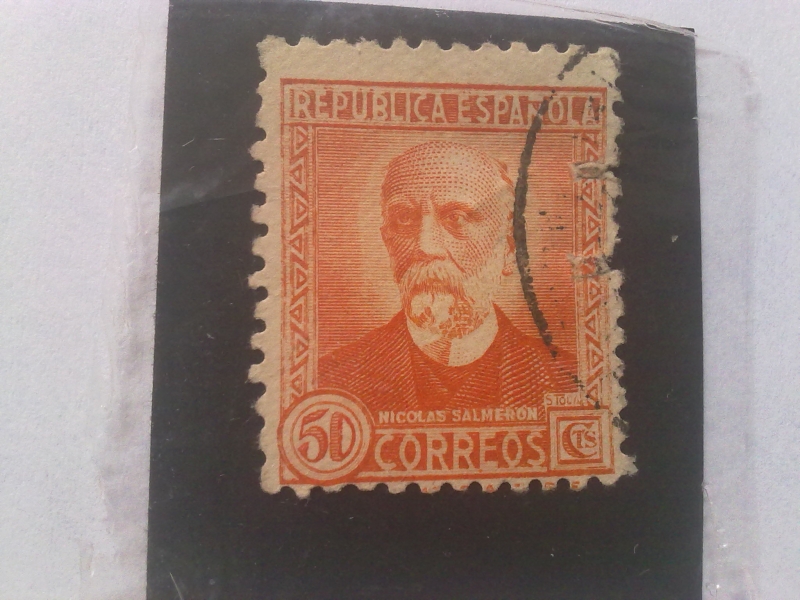 REPUBLICA ESPAÑOLA
NICOLAS SALMERON
50 CORREOS CTS